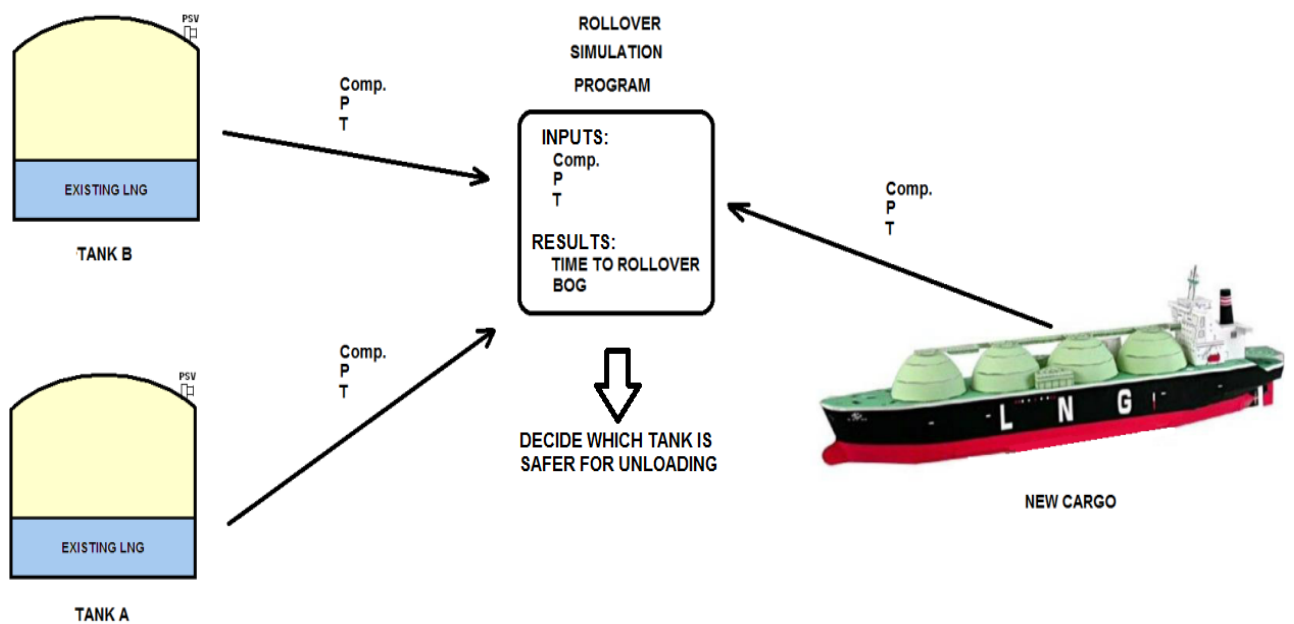 PSV
EXISTING LNG
TANK B
Comp.
P
T
ROLLOVER
SIMULATION
PROGRAM
INPUTS:
Comp.
P
T
RESULTS:
TIME TO ROLLOVER
BOG
DECIDE WHICH TANK IS
SAFER FOR UNLOADING
Comp.
P
T
L N G
NEW CARGO
PSV
EXISTING LNG
TANK A
Comp.
P
T